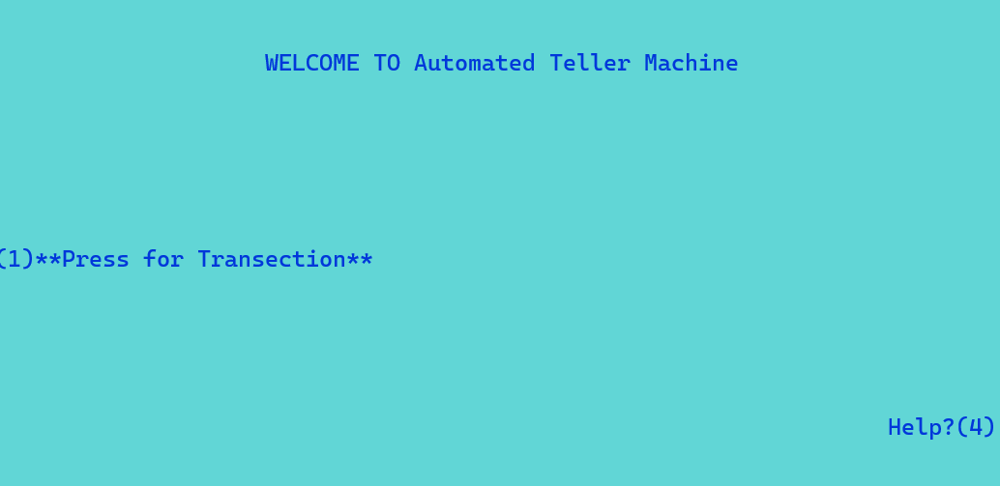 WELCOME TO Automated Teller Machine
(1)**Press for Transection**
Help?(4)